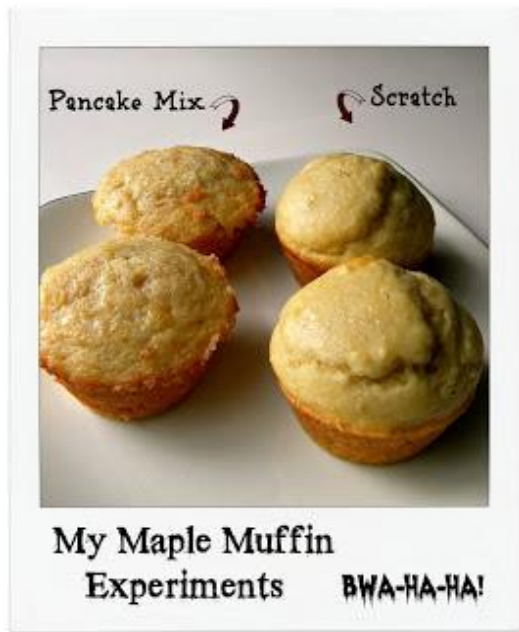 Pancake Mix
Scratch
My Maple Muffin
Experiments
BWA-HA-HA!